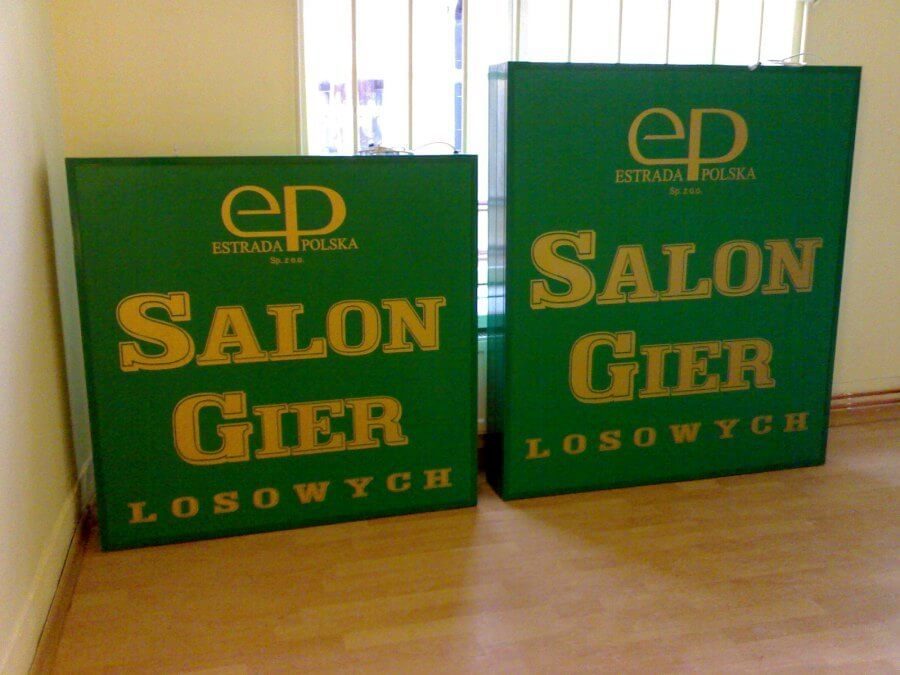 ep
ESTRADA POLSKA
Sp. z o.o.
SALON
GIER
LOSOWYCH
ep
ESTRADA POLSKA
Sp. z o.o.
SALON
GIER
LOSOWYCH